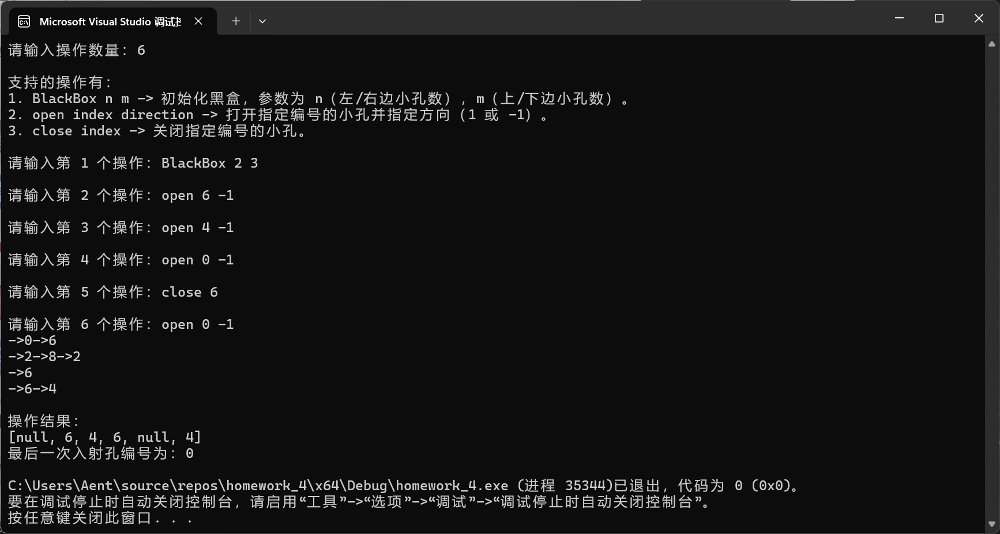 Microsoft Visual Studio 调试
请输入操作数量: 6
支持的操作有:
1. BlackBox n m -> 初始化黑盒，参数为 n（左/右边小孔数）, m（上/下边小孔数）。
2. open index direction -> 打开指定编号的小孔并指定方向（1 或 -1）。
3. close index -> 关闭指定编号的小孔。
请输入第 1 个操作: BlackBox 2 3
请输入第 2 个操作: open 6 -1
请输入第 3 个操作: open 4 -1
请输入第 4 个操作: open 0 -1
请输入第 5 个操作: close 6
请输入第 6 个操作: open 0 -1
->0->6
->2->8->2
->6
->6->4
操作结果:
[null, 6, 4, 6, null, 4]
最后一次入射孔编号为: 0
C:\Users\Aent\source\repos\homework_4\x64\Debug\homework_4.exe (进程 35344)已退出，代码为 0 (0x0)。
要在调试停止时自动关闭控制台，请启用“工具”->“选项”->“调试”->“调试停止时自动关闭控制台”。
按任意键关闭此窗口. . .